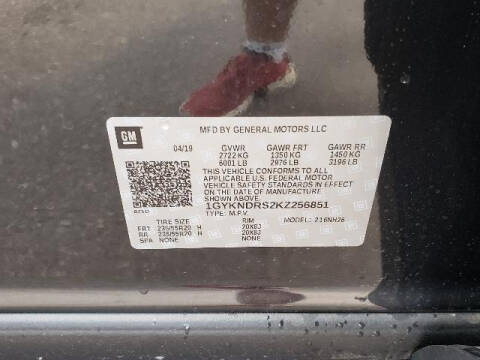 GM
MFD BY GENERAL MOTORS LLC
04/19 GVWR GAWR FRT GAWR RR
2722 KG 1350 KG 1450 KG
6001 LB 2976 LB 3196 LB
THIS VEHICLE CONFORMS TO ALL
APPLICABLE U.S. FEDERAL MOTOR
VEHICLE SAFETY STANDARDS IN EFFECT
ON THE DATE OF MANUFACTURE
SHOWN ABOVE.
1GYKNDRS2KZ256851
TYPE: M.P.V. MODEL: 216NH26
TIRE SIZE RIM
FRT 235/55R20 H 20X8J
RR 235/55R20 H 20X8J
SPA NONE NONE